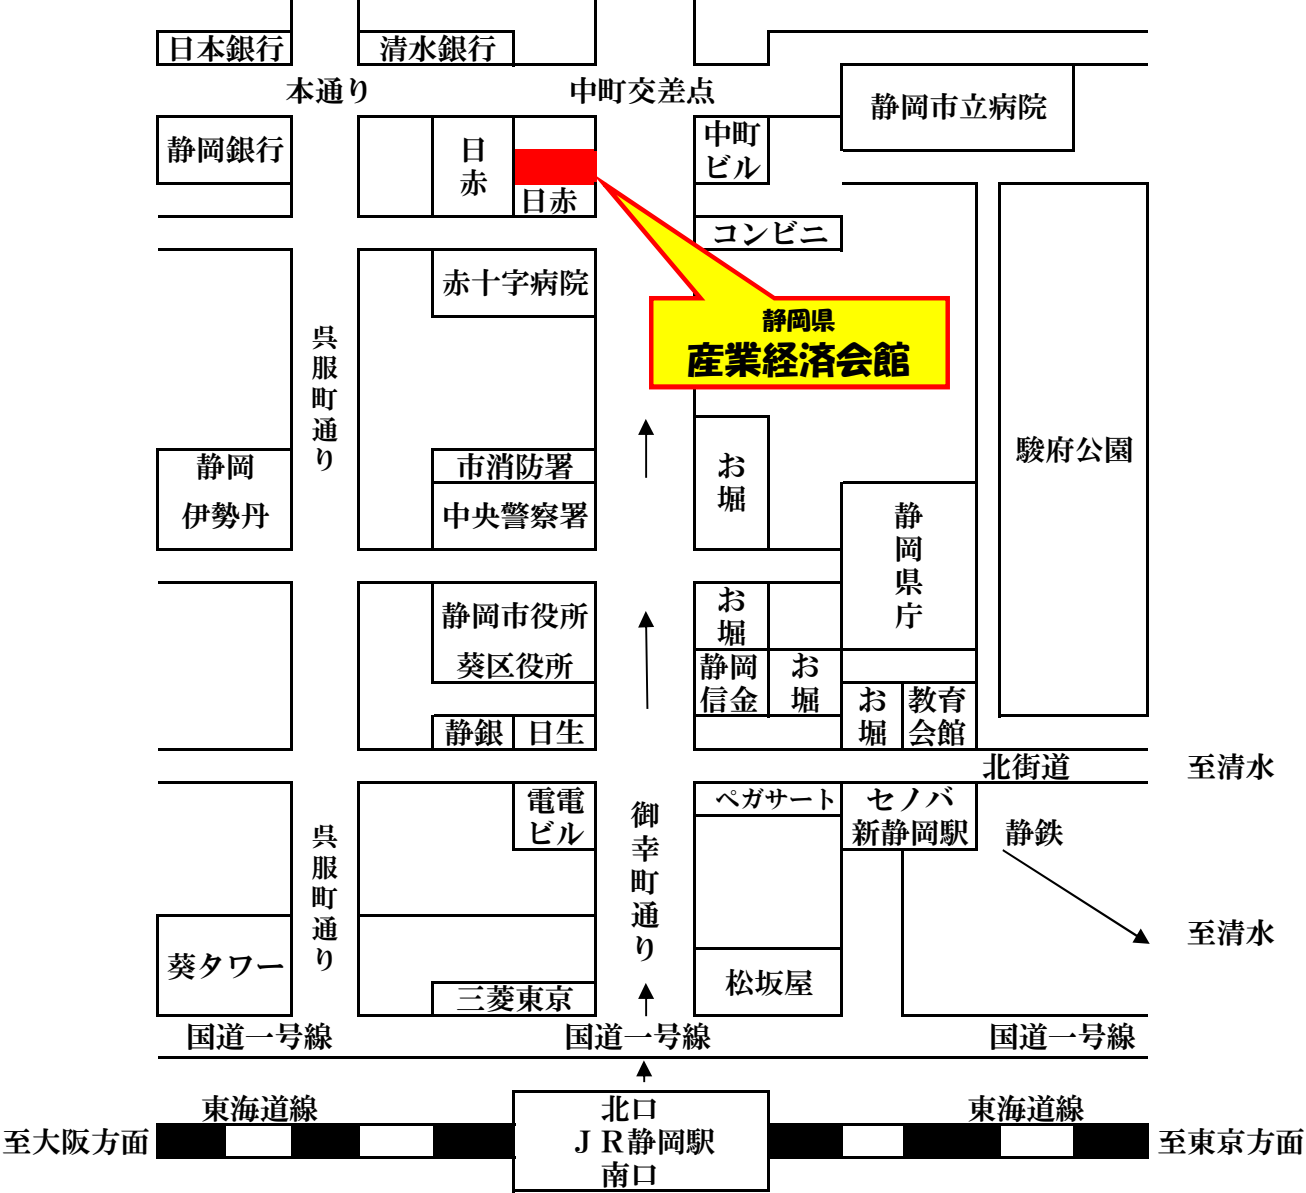 日本銀行
清水銀行
本通り
中町交差点
静岡市立病院
静岡銀行
日
赤
日赤
中町
ビル
コンビニ
赤十字病院
静岡県
産業経済会館
呉
服
町
通
り
駿府公園
静岡
伊勢丹
市消防署
中央警察署
お
堀
静
岡
県
庁
静岡市役所
葵区役所
お
堀
静岡
信金
お
堀
お
堀
教育
会館
静銀
日生
北街道
至清水
電電
ビル
御
幸
町
通
り
ペガサート
セノバ
新静岡駅
静鉄
呉
服
町
通
り
至清水
葵タワー
三菱東京
松坂屋
国道一号線
国道一号線
国道一号線
東海道線
北口
東海道線
至大阪方面
ＪＲ静岡駅
至東京方面
南口